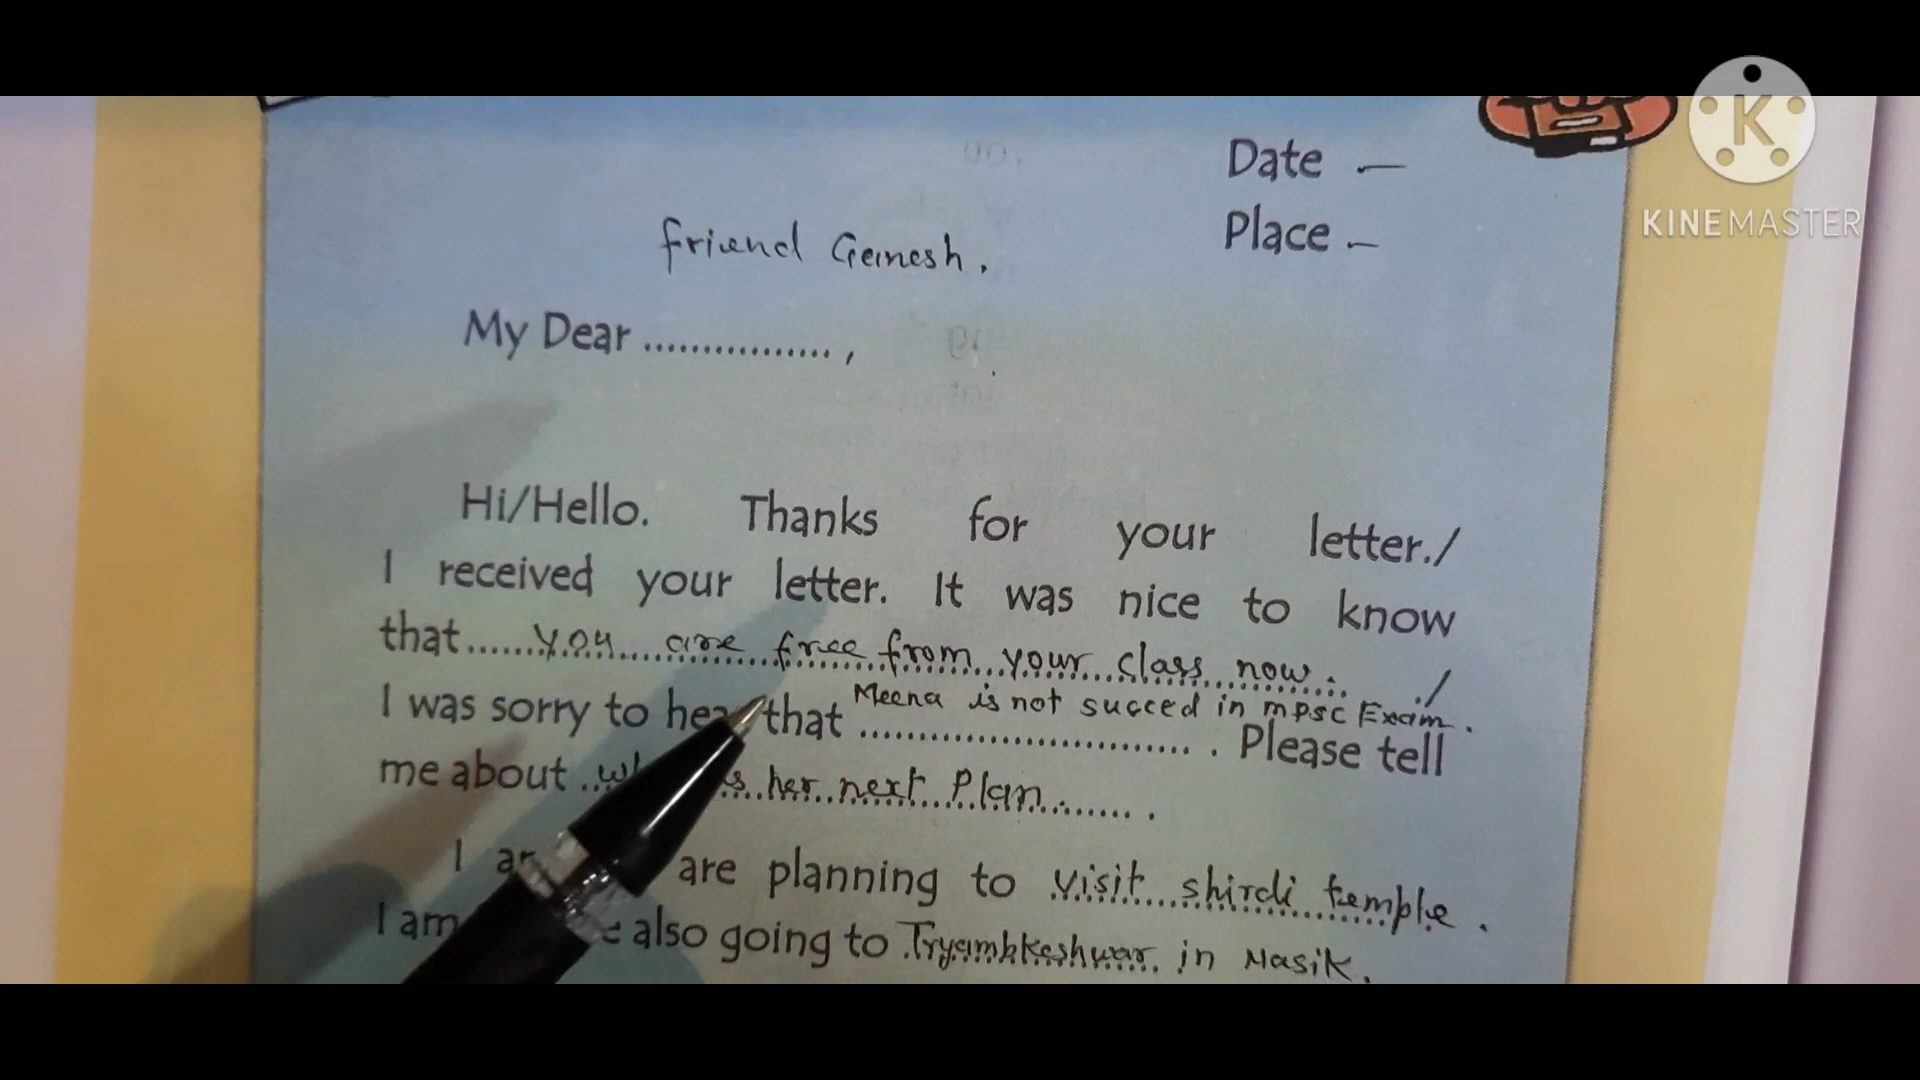 Date —
KINEMASTER
Place –
friend Ganesh.
My Dear ................ ,
Hi/Hello. Thanks for your letter./
I received your letter. It was nice to know
that......you are free from your class now. ./
Meena is not succed in mpsc Exam.
I was sorry to hear that ............................ . Please tell
me about .. her next Plan....... .
I are planning to visit shirdi temple .
I am also going to Tryambkeshwar. in Nasik.